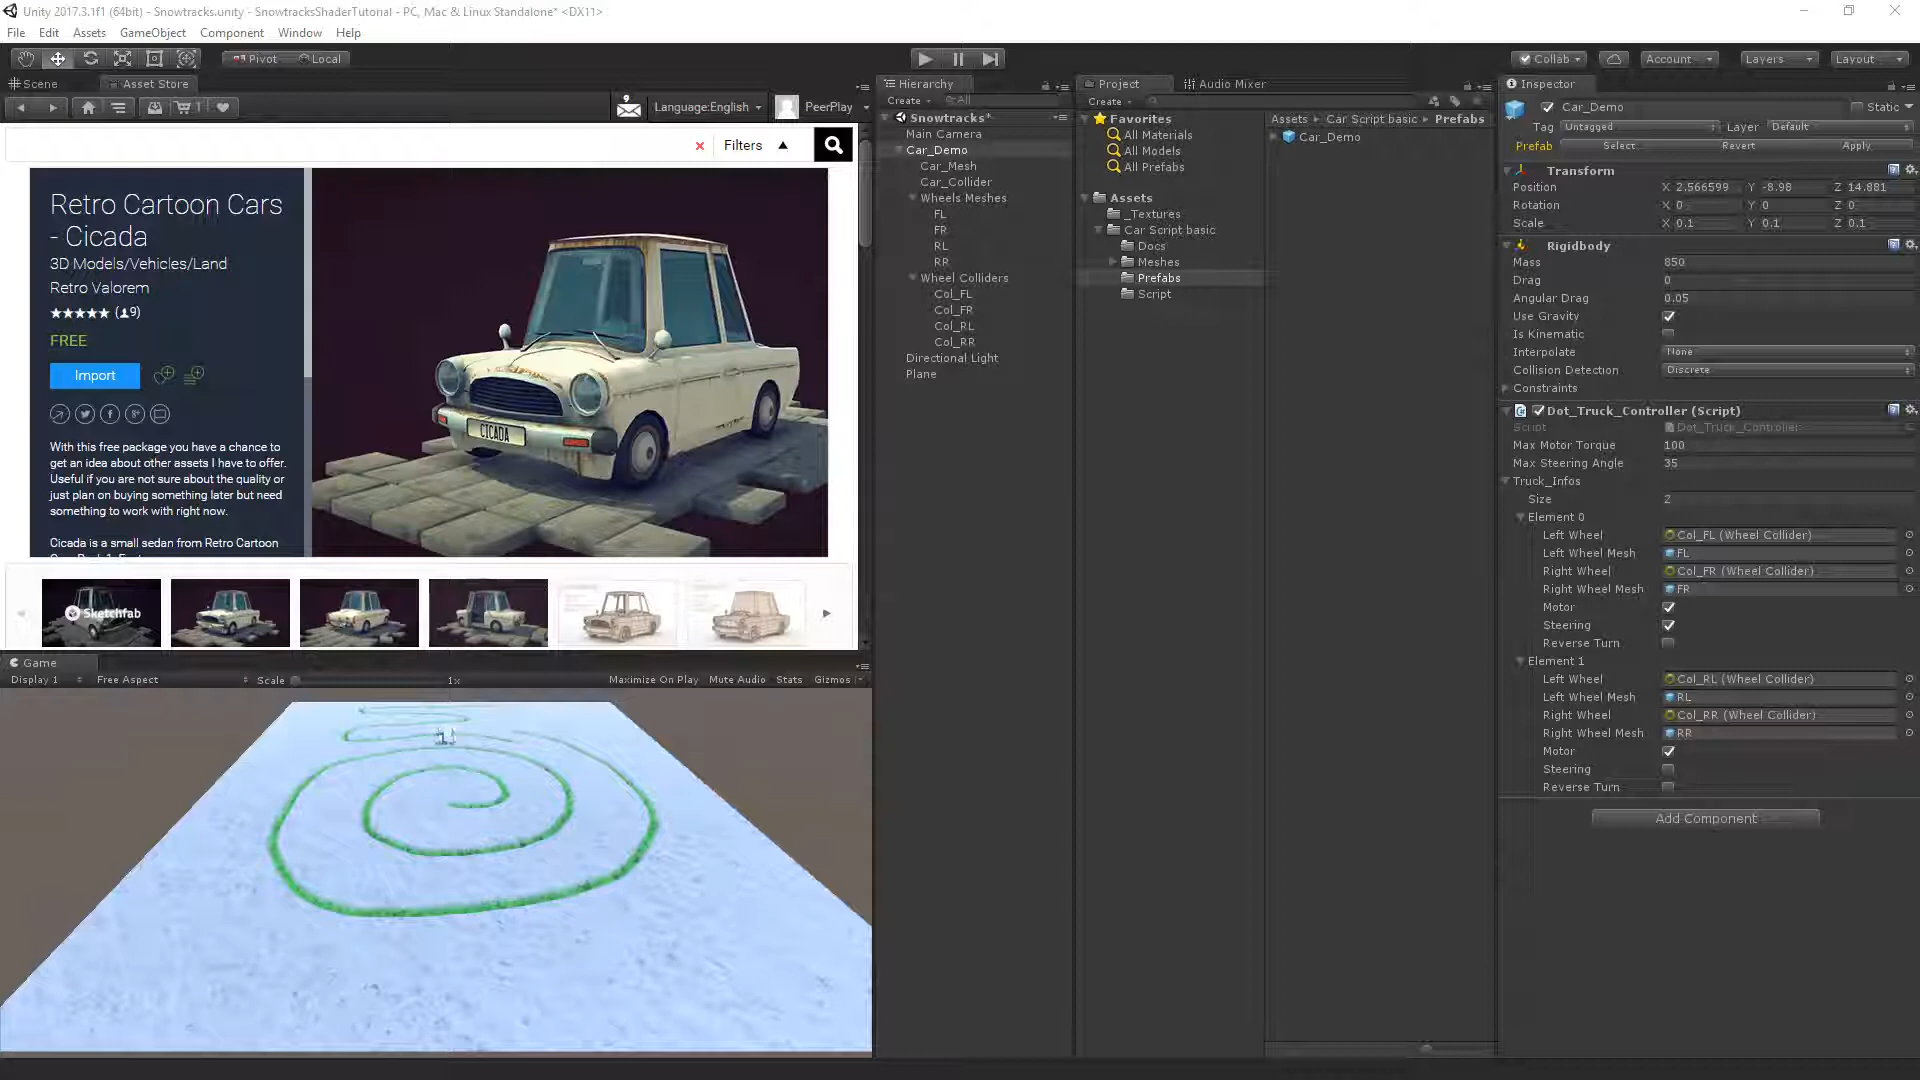 Unity 2017.3.1f1 (64bit) - Snowtracks.unity - SnowtracksShaderTutorial - PC, Mac & Linux Standalone* <DX11>
File Edit Assets GameObject Component Window Help
Pivot Local
Collab Account Layers Layout
Scene Asset Store
9 1 Language:English PeerPlay
Filters
Retro Cartoon Cars
- Cicada
3D Models/Vehicles/Land
Retro Valorem
★★★★★ (9)
FREE
Import
With this free package you have a chance to
get an idea about other assets I have to offer.
Useful if you are not sure about the quality or
just plan on buying something later but need
something to work with right now.
Cicada is a small sedan from Retro Cartoon
CICADA
Sketchfab
Game
Display 1 Free Aspect Scale 1x Maximize On Play Mute Audio Stats Gizmos
Hierarchy
Create All
Snowtracks*
Main Camera
Car_Demo
Car_Mesh
Car_Collider
Wheels Meshes
FL
FR
RL
RR
Wheel Colliders
Col_FL
Col_FR
Col_RL
Col_RR
Directional Light
Plane
Project Audio Mixer
Create
Favorites
All Materials
All Models
All Prefabs
Assets
_Textures
Car Script basic
Docs
Meshes
Prefabs
Script
Assets Car Script basic Prefabs
Car_Demo
Inspector
Car_Demo Static
Tag Untagged Layer Default
Prefab Select Revert Apply
Transform
Position X 2.566599 Y -8.98 Z 14.881
Rotation X 0 Y 0 Z 0
Scale X 0.1 Y 0.1 Z 0.1
Rigidbody
Mass 850
Drag 0
Angular Drag 0.05
Use Gravity
Is Kinematic
Interpolate None
Collision Detection Discrete
Constraints
Dot_Truck_Controller (Script)
Script Dot_Truck_Controller
Max Motor Torque 100
Max Steering Angle 35
Truck_Infos
Size 2
Element 0
Left Wheel Col_FL (Wheel Collider)
Left Wheel Mesh FL
Right Wheel Col_FR (Wheel Collider)
Right Wheel Mesh FR
Motor
Steering
Reverse Turn
Element 1
Left Wheel Col_RL (Wheel Collider)
Left Wheel Mesh RL
Right Wheel Col_RR (Wheel Collider)
Right Wheel Mesh RR
Motor
Steering
Reverse Turn
Add Component